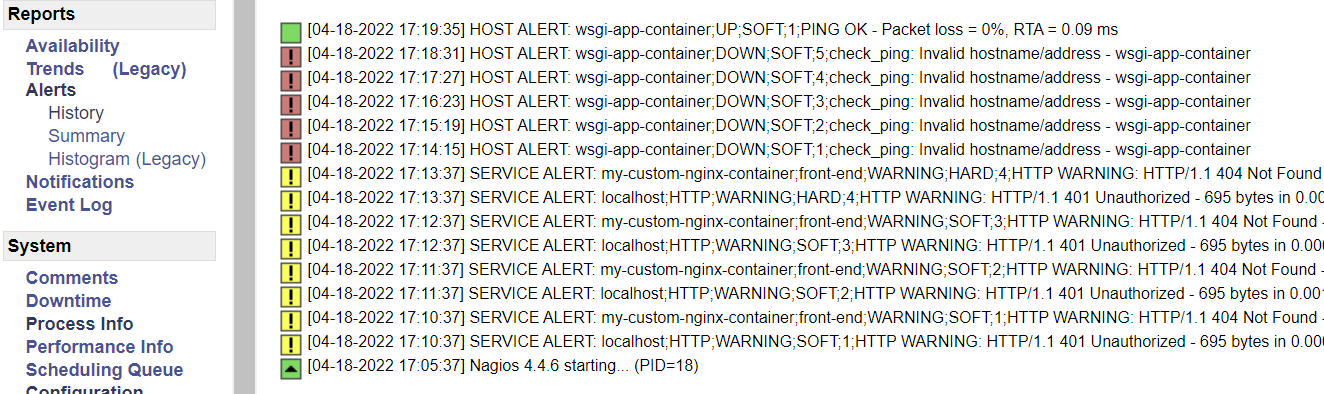 Reports
Availability
Trends (Legacy)
Alerts
History
Summary
Histogram (Legacy)
Notifications
Event Log
System
Comments
Downtime
Process Info
Performance Info
Scheduling Queue
Configuration
[04-18-2022 17:19:35] HOST ALERT: wsgi-app-container;UP;SOFT;1;PING OK - Packet loss = 0%, RTA = 0.09 ms
[04-18-2022 17:18:31] HOST ALERT: wsgi-app-container;DOWN;SOFT;5;check_ping: Invalid hostname/address - wsgi-app-container
[04-18-2022 17:17:27] HOST ALERT: wsgi-app-container;DOWN;SOFT;4;check_ping: Invalid hostname/address - wsgi-app-container
[04-18-2022 17:16:23] HOST ALERT: wsgi-app-container;DOWN;SOFT;3;check_ping: Invalid hostname/address - wsgi-app-container
[04-18-2022 17:15:19] HOST ALERT: wsgi-app-container;DOWN;SOFT;2;check_ping: Invalid hostname/address - wsgi-app-container
[04-18-2022 17:14:15] HOST ALERT: wsgi-app-container;DOWN;SOFT;1;check_ping: Invalid hostname/address - wsgi-app-container
[04-18-2022 17:13:37] SERVICE ALERT: my-custom-nginx-container;front-end;WARNING;HARD;4;HTTP WARNING: HTTP/1.1 404 Not Found
[04-18-2022 17:13:37] SERVICE ALERT: localhost;HTTP;WARNING;HARD;4;HTTP WARNING: HTTP/1.1 401 Unauthorized - 695 bytes in 0.00
[04-18-2022 17:12:37] SERVICE ALERT: my-custom-nginx-container;front-end;WARNING;SOFT;3;HTTP WARNING: HTTP/1.1 404 Not Found -
[04-18-2022 17:12:37] SERVICE ALERT: localhost;HTTP;WARNING;SOFT;3;HTTP WARNING: HTTP/1.1 401 Unauthorized - 695 bytes in 0.00
[04-18-2022 17:11:37] SERVICE ALERT: my-custom-nginx-container;front-end;WARNING;SOFT;2;HTTP WARNING: HTTP/1.1 404 Not Found -
[04-18-2022 17:11:37] SERVICE ALERT: localhost;HTTP;WARNING;SOFT;2;HTTP WARNING: HTTP/1.1 401 Unauthorized - 695 bytes in 0.00
[04-18-2022 17:10:37] SERVICE ALERT: my-custom-nginx-container;front-end;WARNING;SOFT;1;HTTP WARNING: HTTP/1.1 404 Not Found -
[04-18-2022 17:10:37] SERVICE ALERT: localhost;HTTP;WARNING;SOFT;1;HTTP WARNING: HTTP/1.1 401 Unauthorized - 695 bytes in 0.00
[04-18-2022 17:05:37] Nagios 4.4.6 starting... (PID=18)